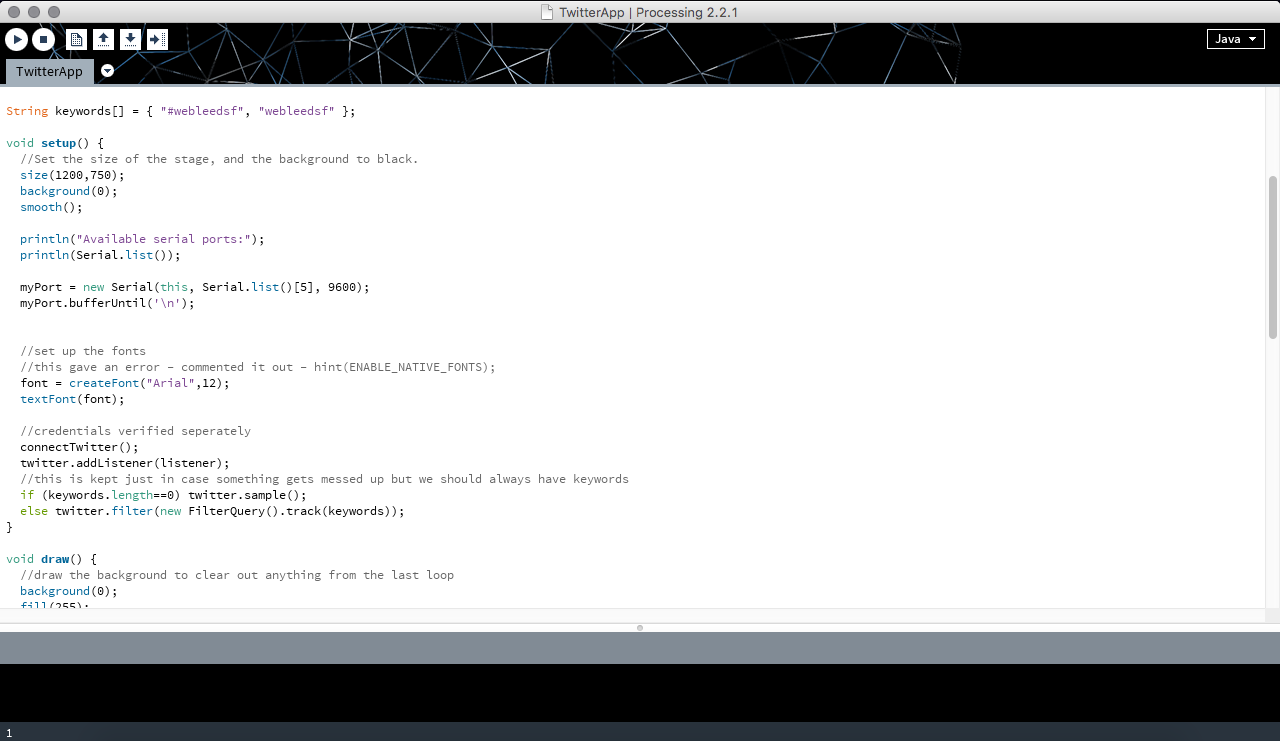 TwitterApp | Processing 2.2.1
Java
TwitterApp
String keywords[] = { "#webleedsf", "webleedsf" };
void setup() {
//Set the size of the stage, and the background to black.
size(1200,750);
background(0);
smooth();
println("Available serial ports:");
println(Serial.list());
myPort = new Serial(this, Serial.list()[5], 9600);
myPort.bufferUntil('\n');
//set up the fonts
//this gave an error – commented it out – hint(ENABLE_NATIVE_FONTS);
font = createFont("Arial",12);
textFont(font);
//credentials verified seperately
connectTwitter();
twitter.addListener(listener);
//this is kept just in case something gets messed up but we should always have keywords
if (keywords.length==0) twitter.sample();
else twitter.filter(new FilterQuery().track(keywords));
}
void draw() {
//draw the background to clear out anything from the last loop
background(0);
fill(255);
1